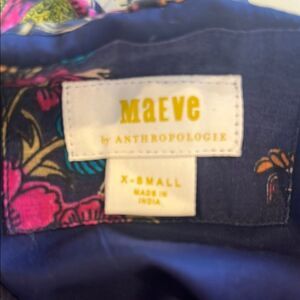 MaEVe
by ANTHROPOLOGIE
X-SMALL
MADE IN
INDIA